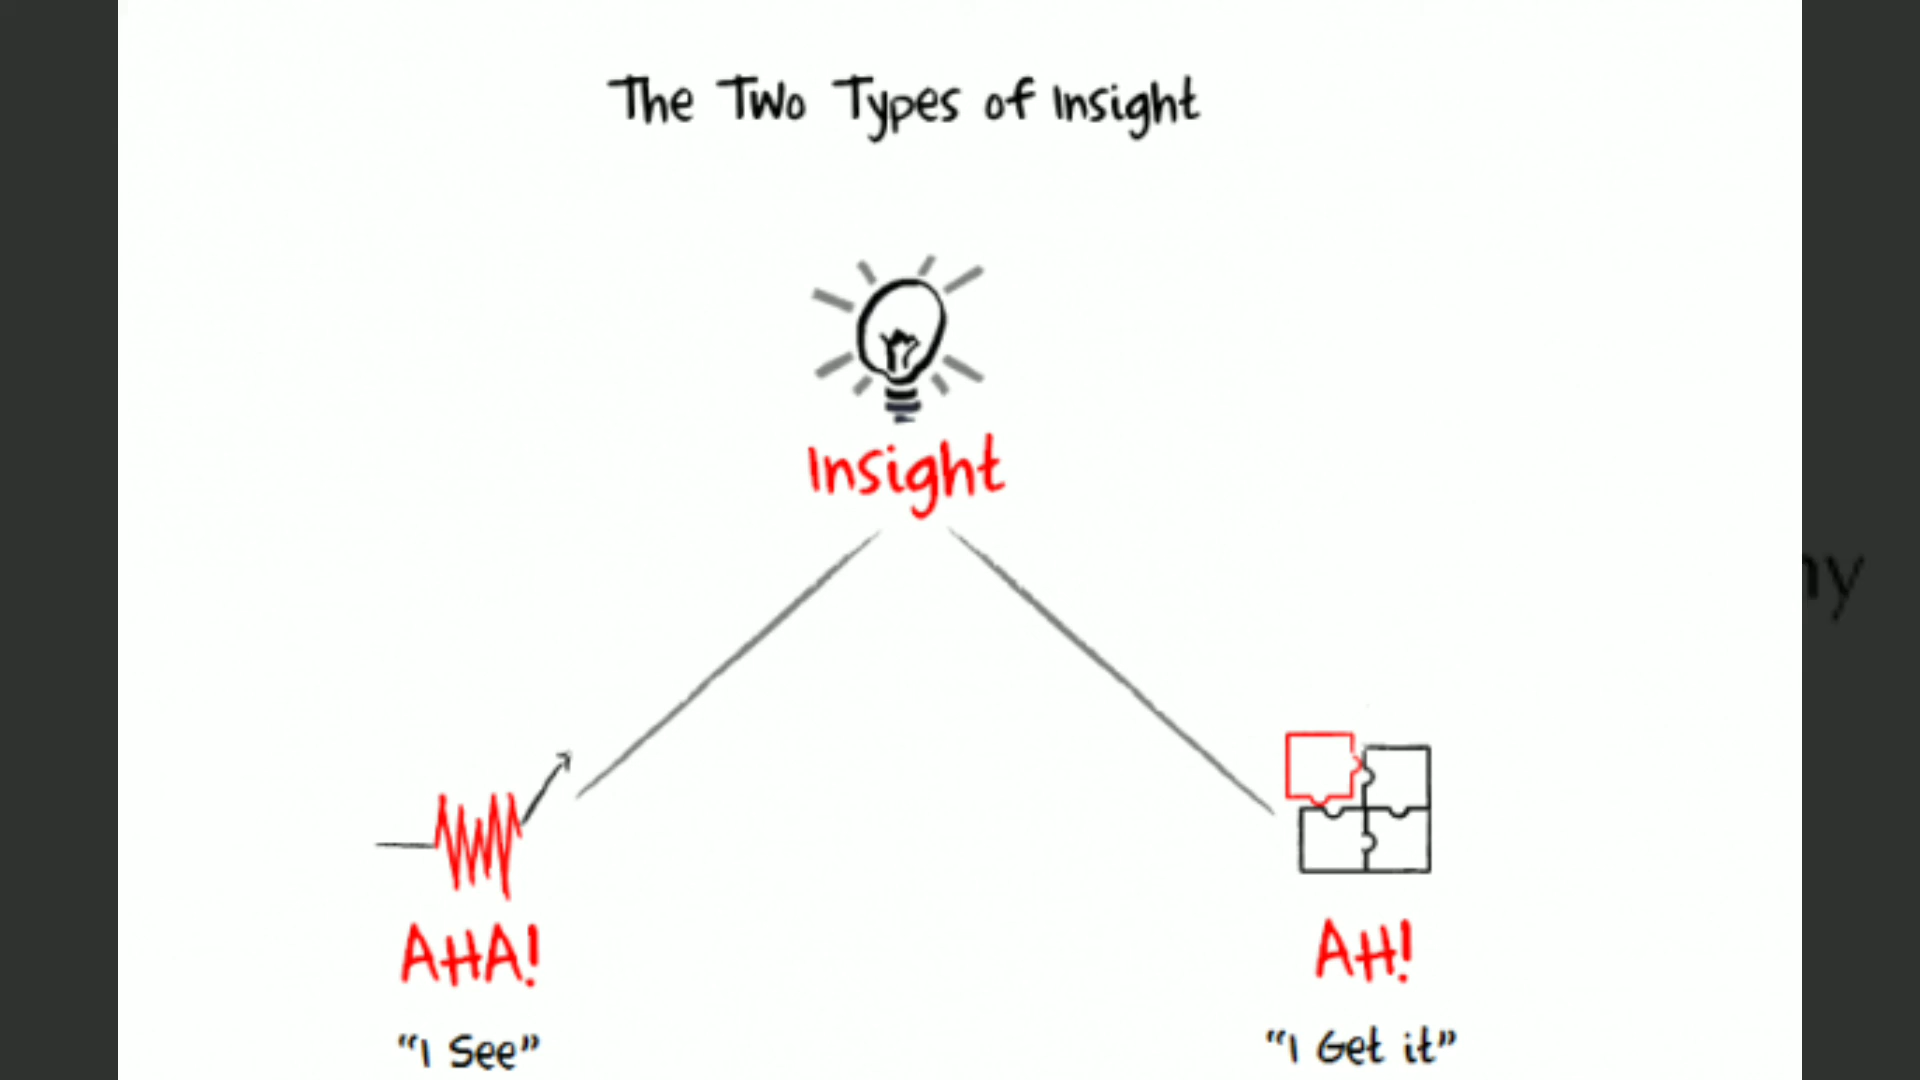 The Two Types of Insight
Insight
AHA!
"I See"
AH!
"I Get it"